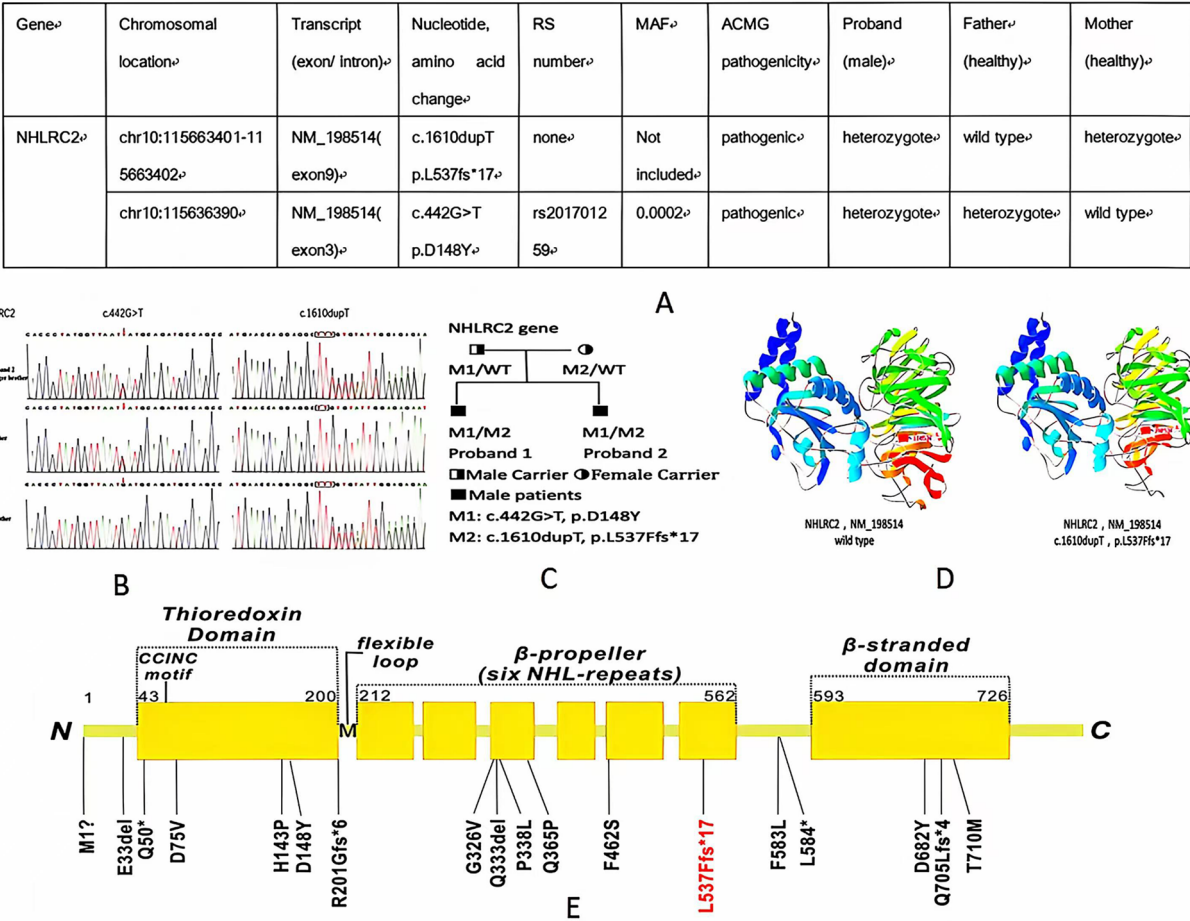 Gene Chromosomal location Transcript (exon/ intron) Nucleotide, amino acid change RS number MAF ACMG pathogenicity Proband (male) Father (healthy) Mother (healthy)
NHLRC2 chr10:115663401-115663402 NM_198514(exon9) c.1610dupT p.L537fs*17 none Not included pathogenic heterozygote wild type heterozygote
chr10:115636390 NM_198514(exon3) c.442G>T p.D148Y rs201701259 0.0002 pathogenic heterozygote heterozygote wild type
A
RC2 c.442G>T c.1610dupT
B
NHLRC2 gene
M1/WT M2/WT
M1/M2 M1/M2
Proband 1 Proband 2
Male Carrier Female Carrier
Male patients
M1: c.442G>T, p.D148Y
M2: c.1610dupT, p.L537Ffs*17
C
NHLRC2 , NM_198514
wild type
NHLRC2 , NM_198514
c.1610dupT , p.L537Ffs*17
D
Thioredoxin
Domain
CCINC
motif
flexible
loop
β-propeller
(six NHL-repeats)
β-stranded
domain
1 43 200 212 562 593 726
N M C
M1?
E33del
Q50*
D75V
H143P
D148Y
R201Gfs*6
G326V
Q333del
P338L
Q365P
F462S
L537Ffs*17
F583L
L584*
D682Y
Q705Lfs*4
T710M
E